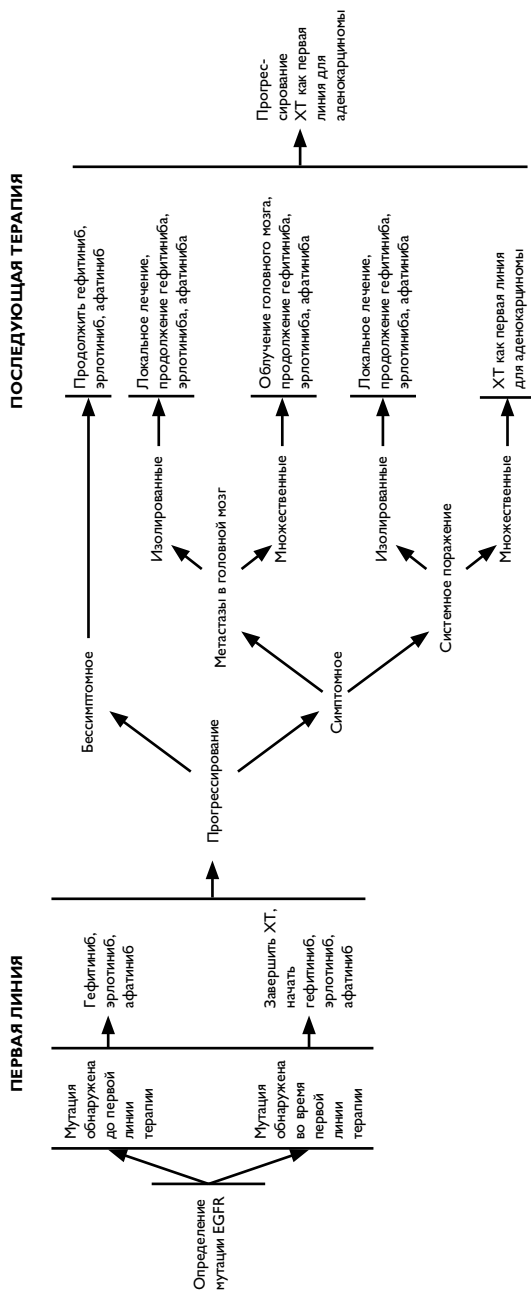 ПЕРВАЯ ЛИНИЯ
ПОСЛЕДУЮЩАЯ ТЕРАПИЯ
Определение
мутации EGFR
Мутация
обнаружена
до первой
линии
терапии
Гефитиниб,
эрлотиниб,
афатиниб
Мутация
обнаружена
во время
первой
линии
терапии
Завершить ХТ,
начать
гефитиниб,
эрлотиниб,
афатиниб
Прогрессирование
Бессимптомное
Продолжить гефитиниб,
эрлотиниб, афатиниб
Симптомное
Метастазы в головной мозг
Изолированные
Локальное лечение,
продолжение гефитиниба,
эрлотиниба, афатиниба
Множественные
Облучение головного мозга,
продолжение гефитиниба,
эрлотиниба, афатиниба
Системное поражение
Изолированные
Локальное лечение,
продолжение гефитиниба,
эрлотиниба, афатиниба
Множественные
ХТ как первая линия
для аденокарциномы
Прогрес-
сирование
ХТ как первая
линия для
аденокарциномы